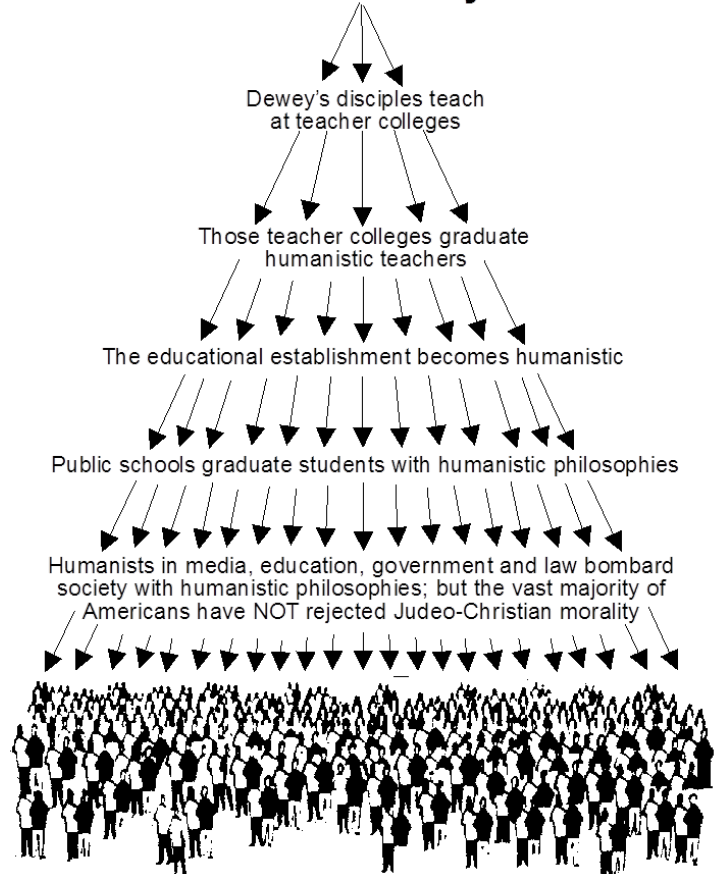 Dewey's disciples teach
at teacher colleges
Those teacher colleges graduate
humanistic teachers
The educational establishment becomes humanistic
Public schools graduate students with humanistic philosophies
Humanists in media, education, government and law bombard
society with humanistic philosophies; but the vast majority of
Americans have NOT rejected Judeo-Christian morality